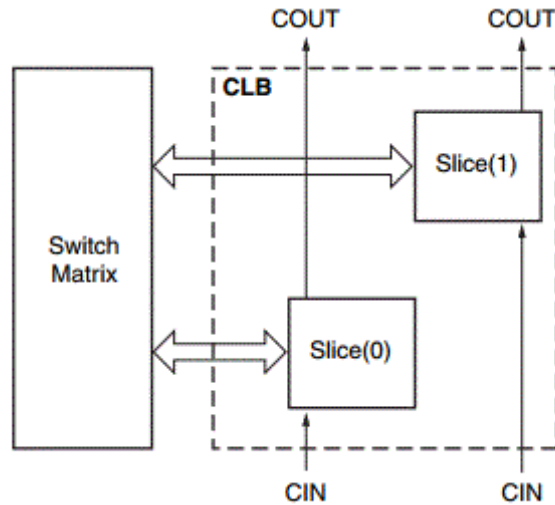 COUT
COUT
CLB
Slice(1)
Switch
Matrix
Slice(0)
CIN
CIN